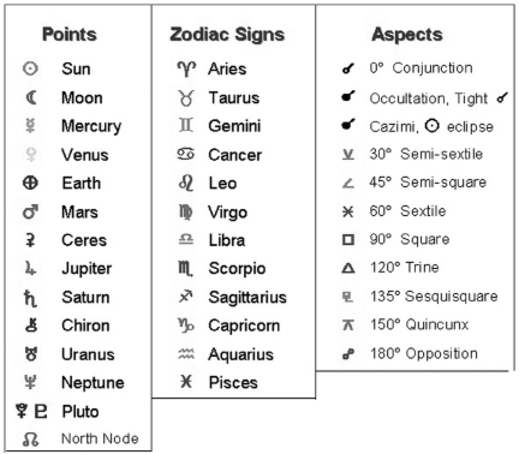 Points
☉ Sun
☾ Moon
☿ Mercury
♀ Venus
⊕ Earth
♂ Mars
⚳ Ceres
♃ Jupiter
♄ Saturn
⚷ Chiron
♅ Uranus
♆ Neptune
♇ Pluto
☊ North Node
Zodiac Signs
♈ Aries
♉ Taurus
♊ Gemini
♋ Cancer
♌ Leo
♍ Virgo
♎ Libra
♏ Scorpio
♐ Sagittarius
♑ Capricorn
♒ Aquarius
♓ Pisces
Aspects
☌ 0° Conjunction
Occultation, Tight ☌
Cazimi, ☉ eclipse
⚺ 30° Semi-sextile
∠ 45° Semi-square
⚹ 60° Sextile
□ 90° Square
△ 120° Trine
⚼ 135° Sesquisquare
⚻ 150° Quincunx
☍ 180° Opposition